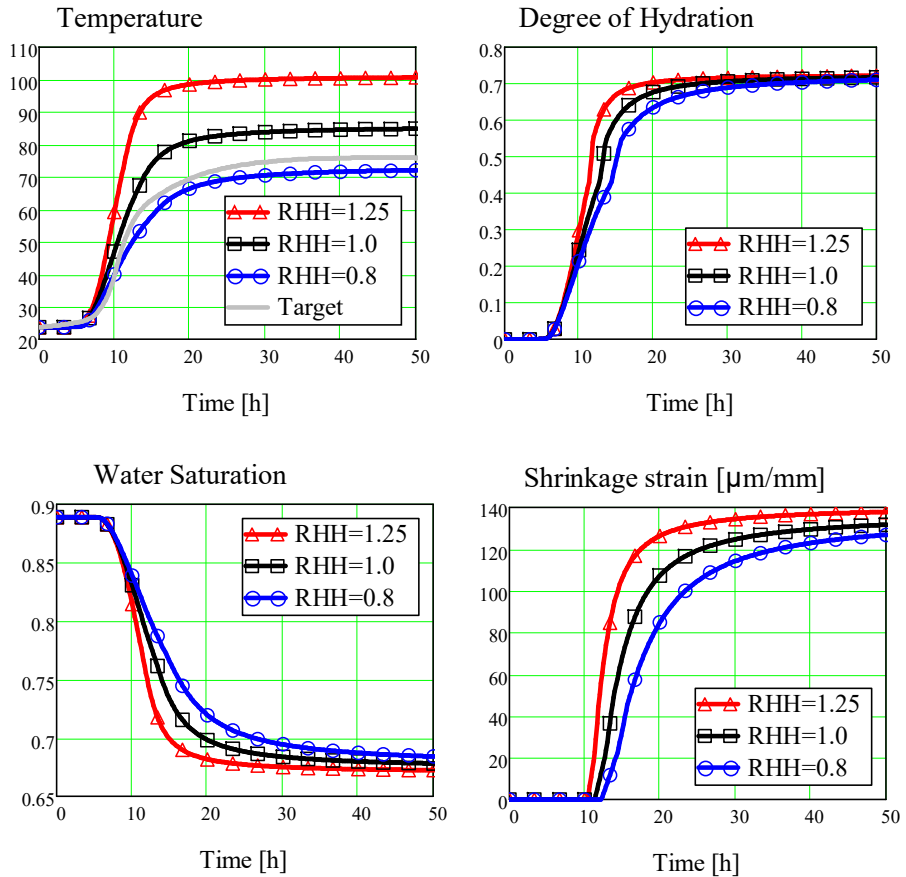 Temperature
110
100
90
80
70
60
50
40
30
20
0
10
20
30
40
50
RHH=1.25
RHH=1.0
RHH=0.8
Target
Time [h]
Degree of Hydration
0.8
0.7
0.6
0.5
0.4
0.3
0.2
0.1
0
0
10
20
30
40
50
RHH=1.25
RHH=1.0
RHH=0.8
Time [h]
Water Saturation
0.9
0.85
0.8
0.75
0.7
0.65
0
10
20
30
40
50
RHH=1.25
RHH=1.0
RHH=0.8
Time [h]
Shrinkage strain [μm/mm]
140
120
100
80
60
40
20
0
0
10
20
30
40
50
RHH=1.25
RHH=1.0
RHH=0.8
Time [h]